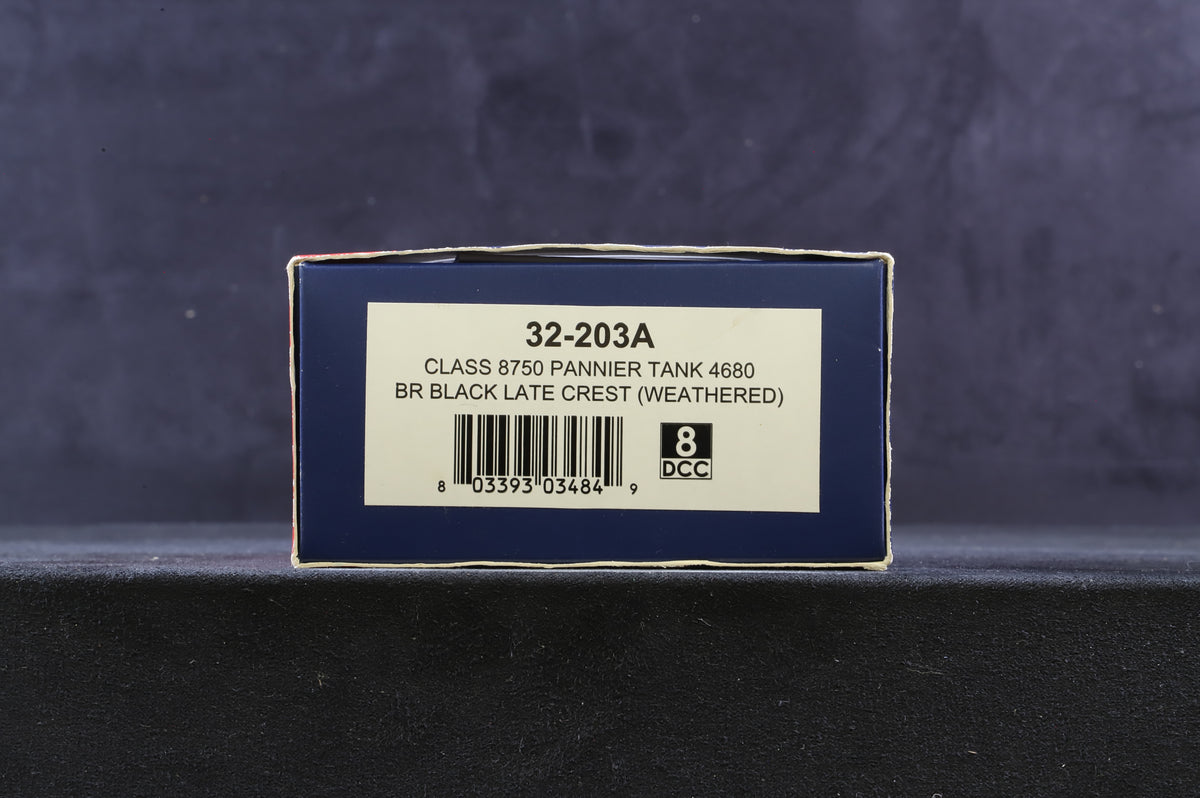 32-203A
CLASS 8750 PANNIER TANK 4680
BR BLACK LATE CREST (WEATHERED)
8
DCC
8 03393 03484 9